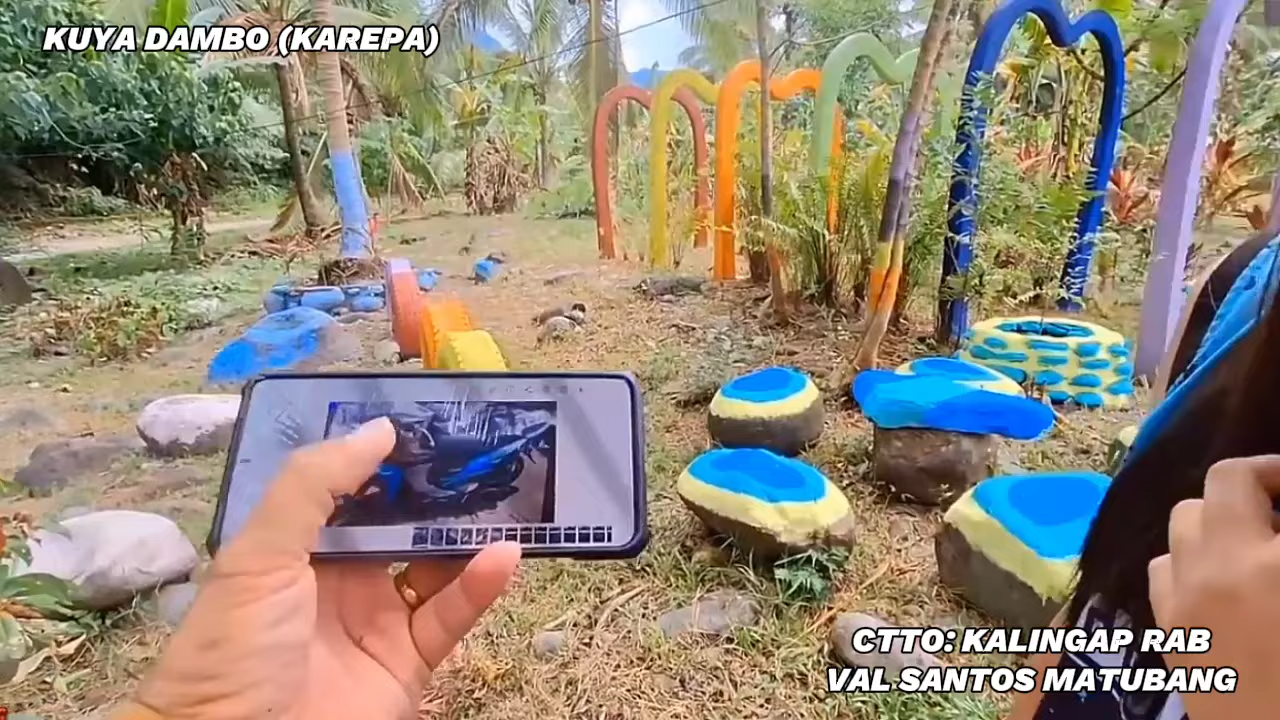 KUYA DAMBO (KAREPA)
CTTO: KALINGAP RAB
VAL SANTOS MATUBANG